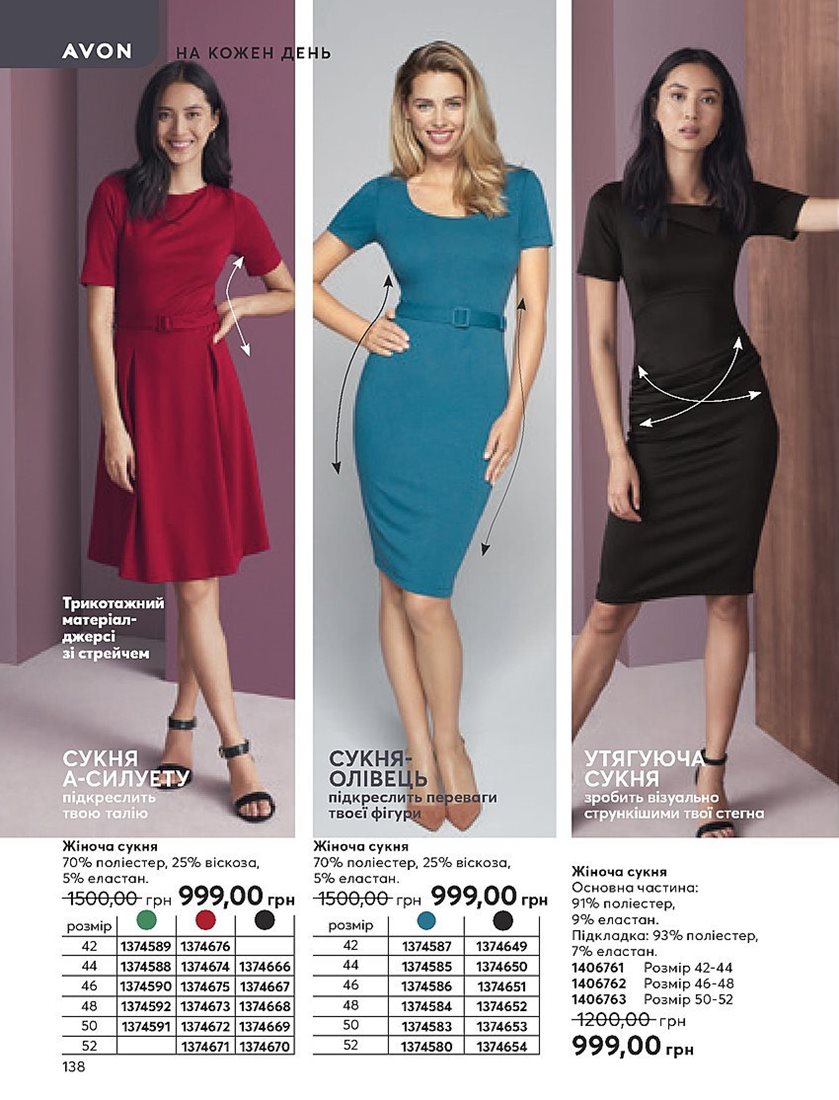 AVON
НА КОЖЕН ДЕНЬ
Трикотажний
матеріал-
джерсі
зі стрейчем
СУКНЯ
А-СИЛУЕТУ
підкреслить
твою талію
Жіноча сукня
70% поліестер, 25% віскоза,
5% еластан.
1500,00 грн 999,00 грн
розмір
42 1374589 1374676
44 1374588 1374674 1374666
46 1374590 1374675 1374667
48 1374592 1374673 1374668
50 1374591 1374672 1374669
52 1374671 1374670
138
СУКНЯ-
ОЛІВЕЦЬ
підкреслить переваги
твоєї фігури
Жіноча сукня
70% поліестер, 25% віскоза,
5% еластан.
1500,00 грн 999,00 грн
розмір
42 1374587 1374649
44 1374585 1374650
46 1374586 1374651
48 1374584 1374652
50 1374583 1374653
52 1374580 1374654
УТЯГУЮЧА
СУКНЯ
зробить візуально
стрункішими твої стегна
Жіноча сукня
Основна частина:
91% поліестер,
9% еластан.
Підкладка: 93% поліестер,
7% еластан.
1406761 Розмір 42-44
1406762 Розмір 46-48
1406763 Розмір 50-52
1200,00 грн
999,00 грн